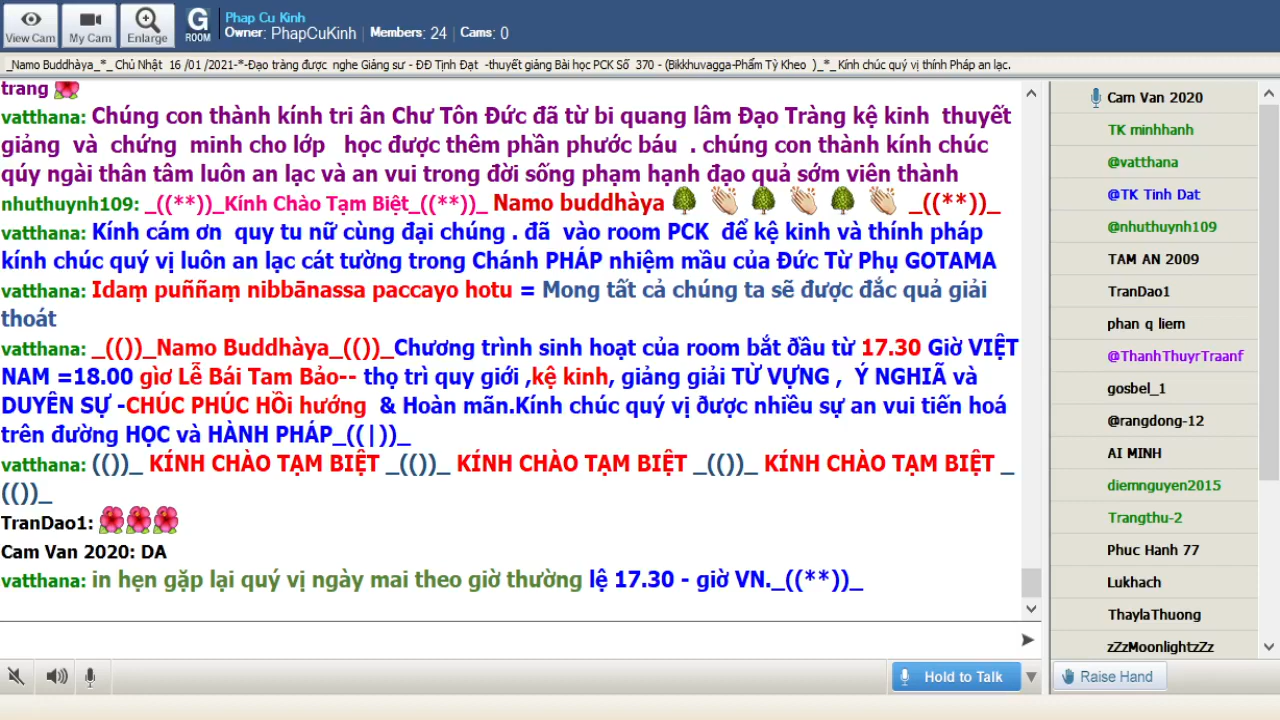 View Cam
My Cam
Enlarge
G
ROOM
Phap Cu Kinh
Owner: PhapCuKinh | Members: 24 | Cams: 0
_Namo Buddhàya_*_ Chủ Nhật 16 /01 /2021-*-Đạo tràng được nghe Giảng sư - ĐĐ Tịnh Đạt -thuyết giảng Bài học PCK Số 370 - (Bikkhuvagga-Phẩm Tỳ Kheo )_*_ Kính chúc quý vị thính Pháp an lạc.
trang
vatthana: Chúng con thành kính tri ân Chư Tôn Đức đã từ bi quang lâm Đạo Tràng kệ kinh thuyết
giảng và chứng minh cho lớp học được thêm phần phước báu . chúng con thành kính chúc
qúy ngài thân tâm luôn an lạc và an vui trong đời sống phạm hạnh đạo quả sớm viên thành
nhuthuynh109: _((**))_Kính Chào Tạm Biệt_((**))_ Namo buddhàya _((**))_
vatthana: Kính cám ơn quy tu nữ cùng đại chúng . đã vào room PCK để kệ kinh và thính pháp
kính chúc quý vị luôn an lạc cát tường trong Chánh PHÁP nhiệm mầu của Đức Từ Phụ GOTAMA
vatthana: Idaṃ puññaṃ nibbānassa paccayo hotu = Mong tất cả chúng ta sẽ được đắc quả giải
thoát
vatthana: _(())_Namo Buddhàya_(())_Chương trình sinh hoạt của room bắt đầu từ 17.30 Giờ VIỆT
NAM =18.00 giờ Lễ Bái Tam Bảo-- thọ trì quy giới ,kệ kinh, giảng giải TỪ VỰNG , Ý NGHIÃ và
DUYÊN SỰ -CHÚC PHÚC HỒi hướng & Hoàn mãn.Kính chúc quý vị được nhiều sự an vui tiến hoá
trên đường HỌC và HÀNH PHÁP_((|))_
vatthana: (())_ KÍNH CHÀO TẠM BIỆT _(())_ KÍNH CHÀO TẠM BIỆT _(())_ KÍNH CHÀO TẠM BIỆT _
(())_
TranDao1:
Cam Van 2020: DA
vatthana: in hẹn gặp lại quý vị ngày mai theo giờ thường lệ 17.30 - giờ VN._((**))_
Hold to Talk
Cam Van 2020
TK minhhanh
@vatthana
@TK Tinh Dat
@nhuthuynh109
TAM AN 2009
TranDao1
phan q liem
@ThanhThuyrTraanf
gosbel_1
@rangdong-12
AI MINH
diemnguyen2015
Trangthu-2
Phuc Hanh 77
Lukhach
ThaylaThuong
zZzMoonlightzZz
Raise Hand